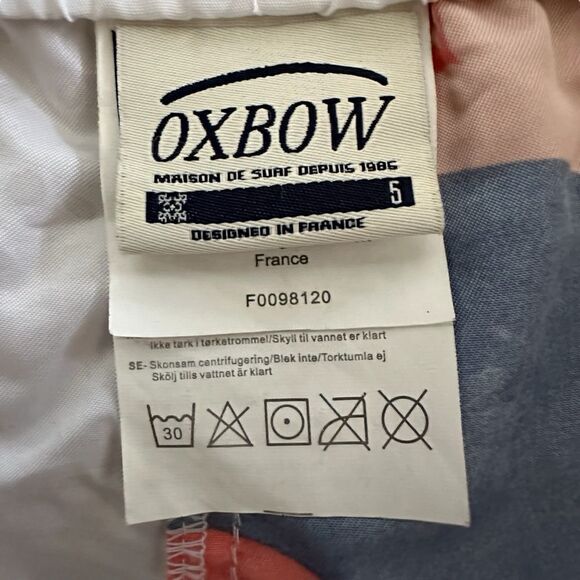 OXBOW
MAISON DE SURF DEPUIS 1985
5
DESIGNED IN FRANCE
France
F0098120
Ikke tørk i tørketrommel/Skyll til vannet er klart
SE- Skonsam centrifugering/Blek inte/Torktumla ej
Skölj tills vattnet är klart
30